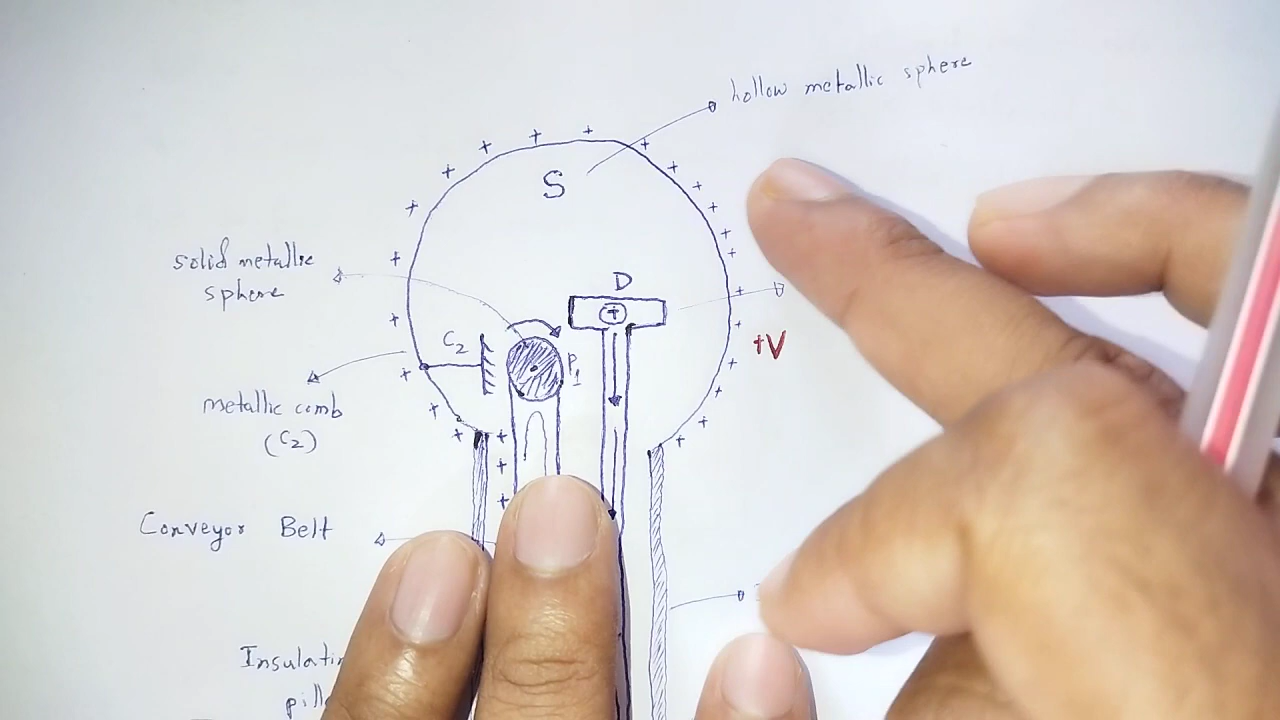 hollow metallic sphere
S
solid metallic
sphere
D
+
C2
P1
+V
metallic comb
(C2)
Conveyor Belt